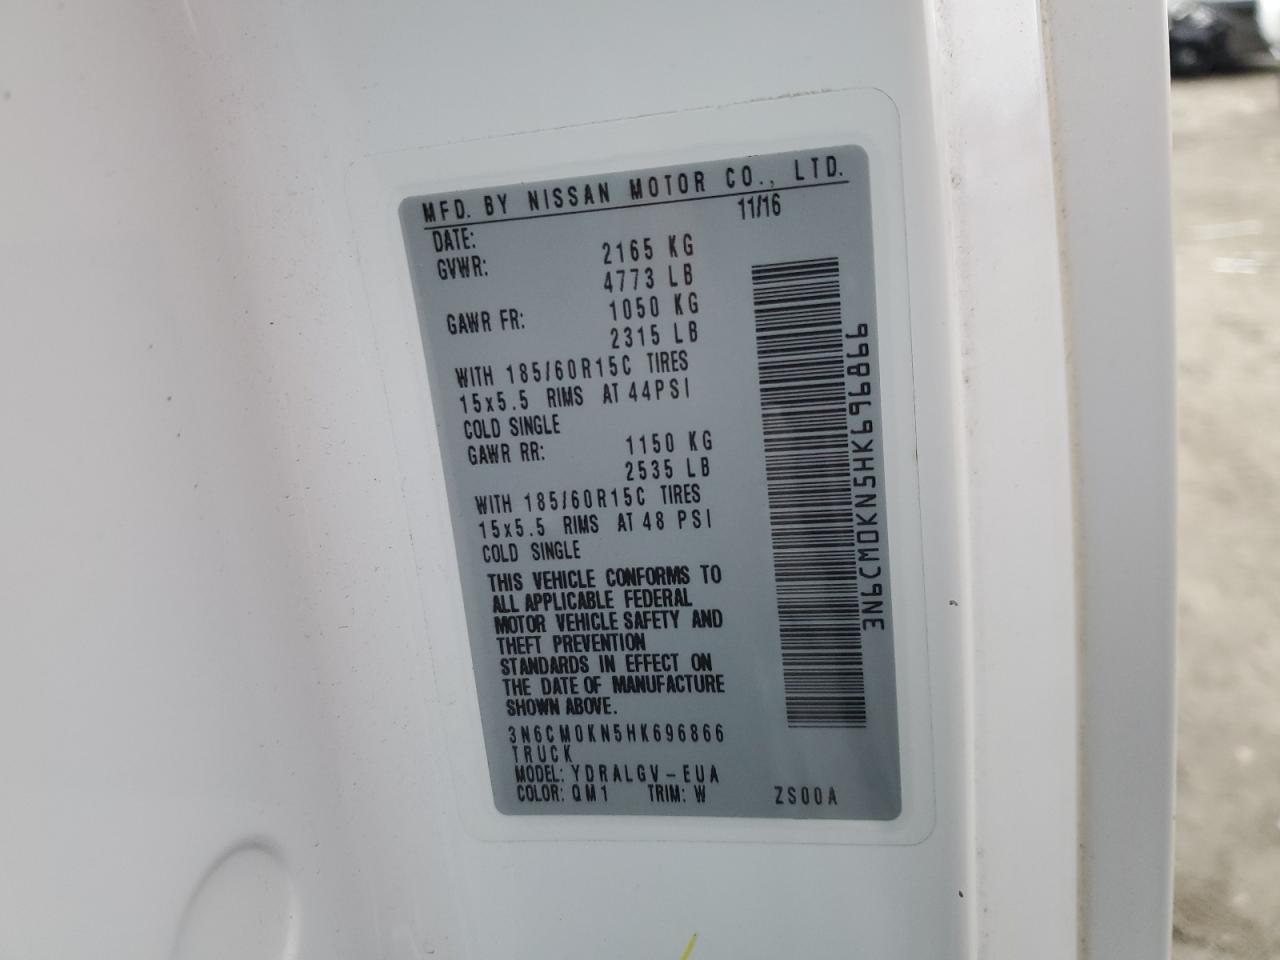 MFD. BY NISSAN MOTOR CO., LTD.
DATE: 11/16
GVWR: 2165 KG
4773 LB
GAWR FR: 1050 KG
2315 LB
WITH 185/60R15C TIRES
15x5.5 RIMS AT 44PSI
COLD SINGLE
GAWR RR: 1150 KG
2535 LB
WITH 185/60R15C TIRES
15x5.5 RIMS AT 48 PSI
COLD SINGLE
THIS VEHICLE CONFORMS TO
ALL APPLICABLE FEDERAL
MOTOR VEHICLE SAFETY AND
THEFT PREVENTION
STANDARDS IN EFFECT ON
THE DATE OF MANUFACTURE
SHOWN ABOVE.
3N6CM0KN5HK696866
TRUCK
MODEL: YDRALGV-EUA
COLOR: QM1 TRIM: W ZS00A
3N6CM0KN5HK696866